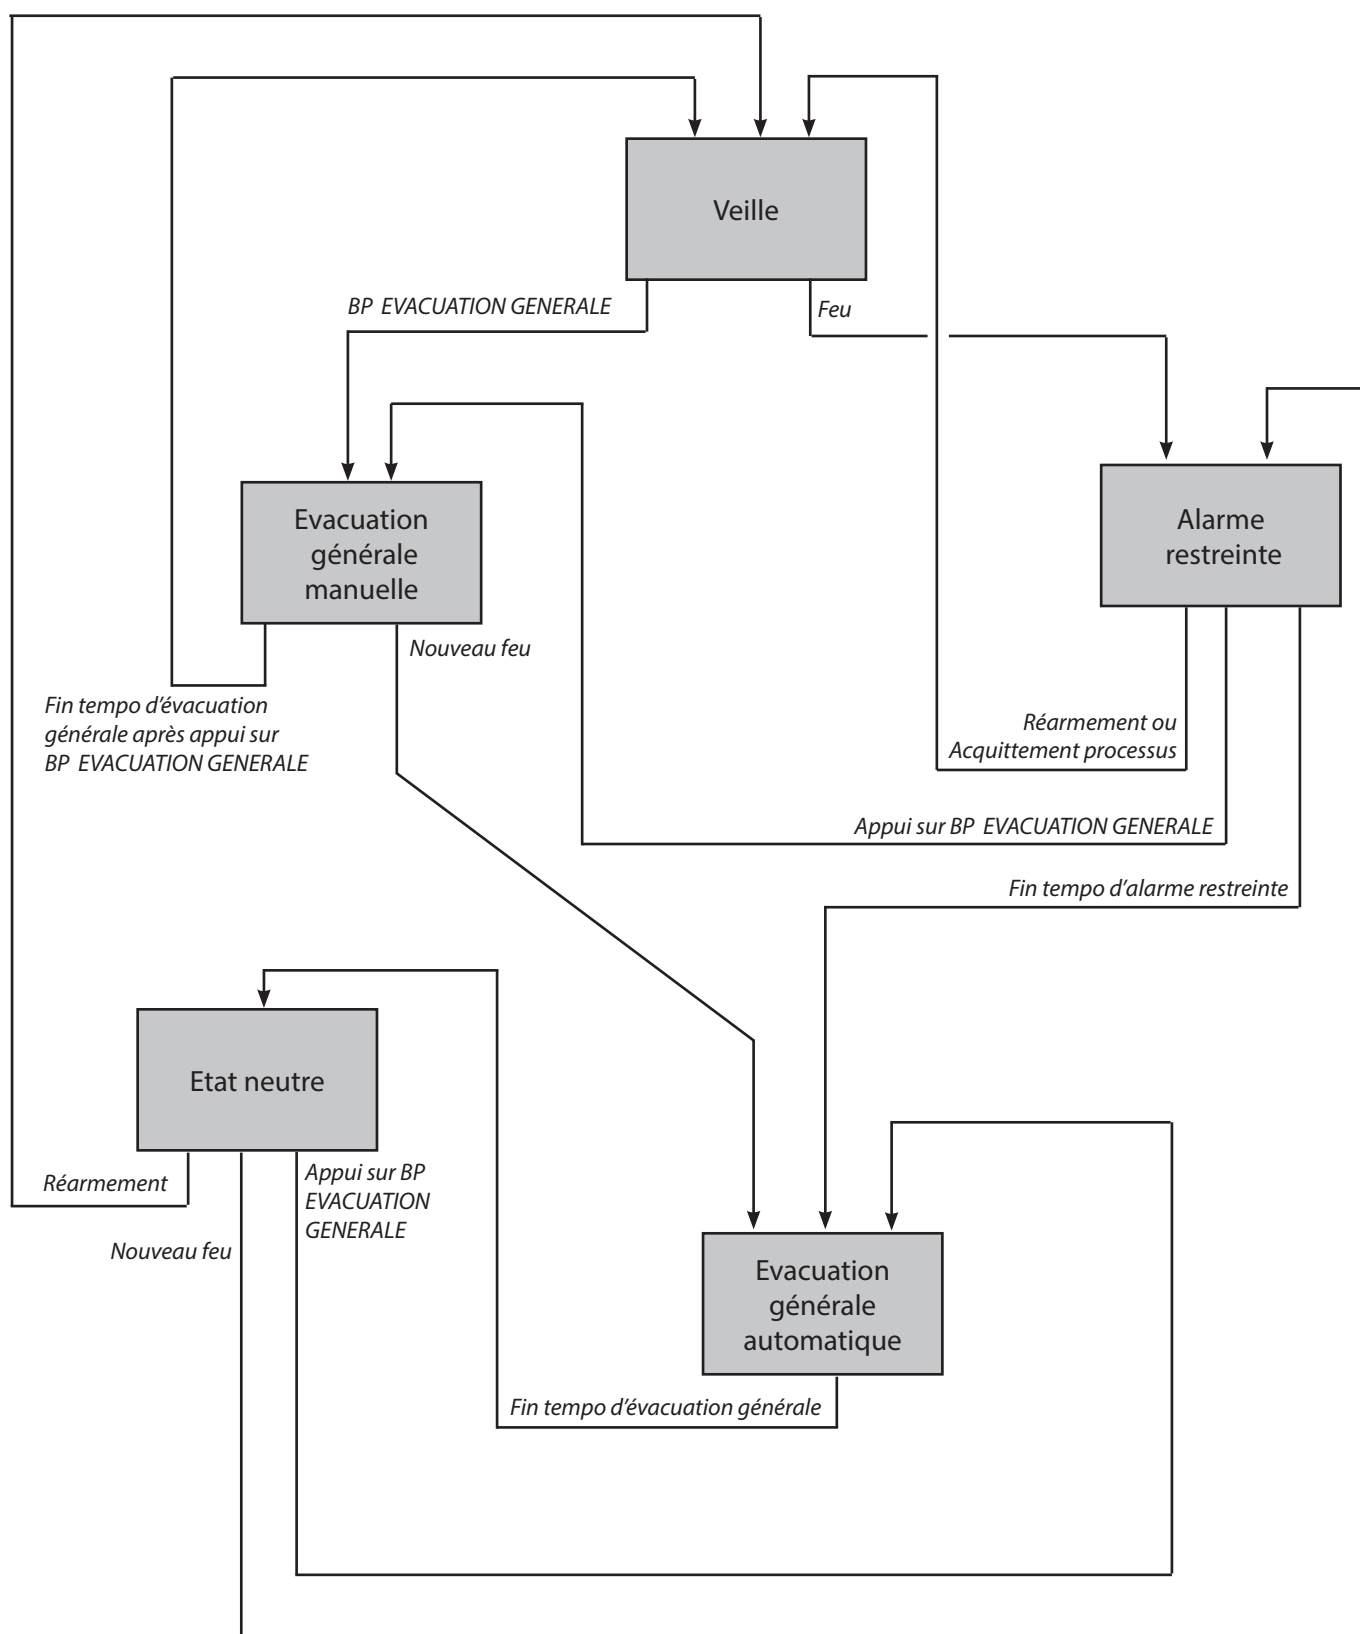 Veille
BP EVACUATION GENERALE
Feu
Evacuation
générale
manuelle
Alarme
restreinte
Nouveau feu
Fin tempo d'évacuation
générale après appui sur
BP EVACUATION GENERALE
Réarmement ou
Acquittement processus
Appui sur BP EVACUATION GENERALE
Fin tempo d'alarme restreinte
Etat neutre
Réarmement
Appui sur BP
EVACUATION
GENERALE
Nouveau feu
Evacuation
générale
automatique
Fin tempo d'évacuation générale